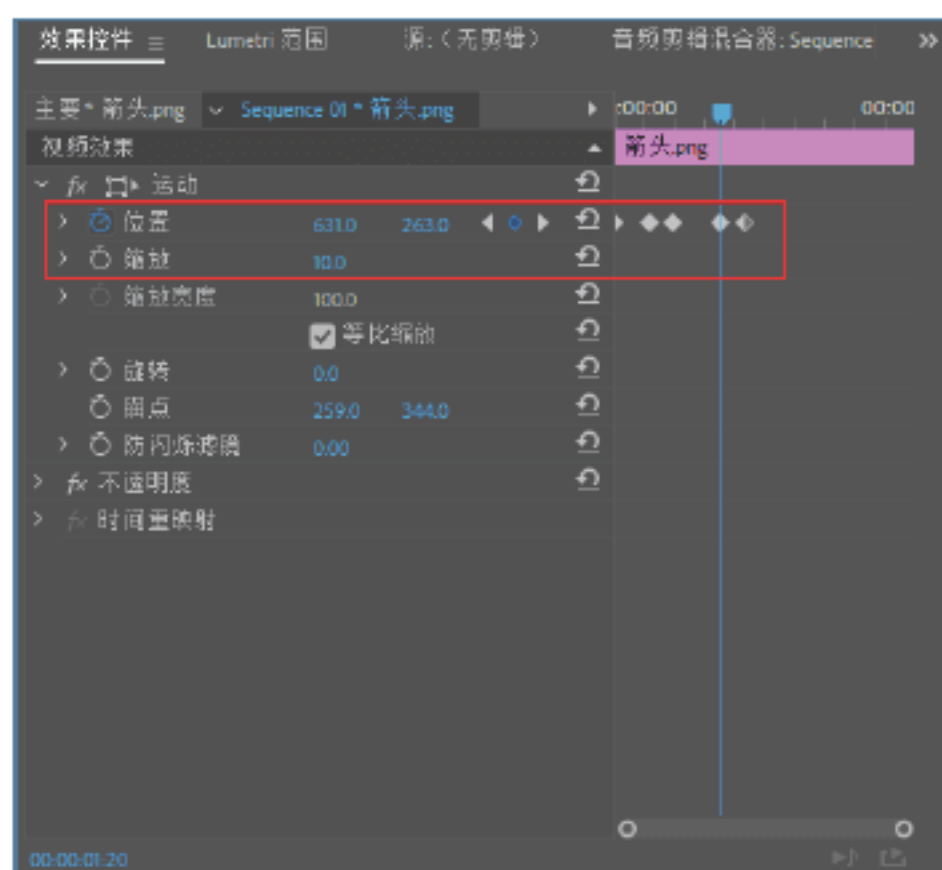 效果控件 Lumetri 范围 源:（无剪辑） 音频剪辑混合器: Sequence
主要* 箭头.png Sequence 01 * 箭头.png :00:00 00:00
视频效果 箭头.png
fx 运动
位置 631.0 263.0
缩放 10.0
缩放宽度 100.0
等比缩放
旋转 0.0
锚点 259.0 344.0
防闪烁滤镜 0.00
fx 不透明度
fx 时间重映射
00:00:01:20